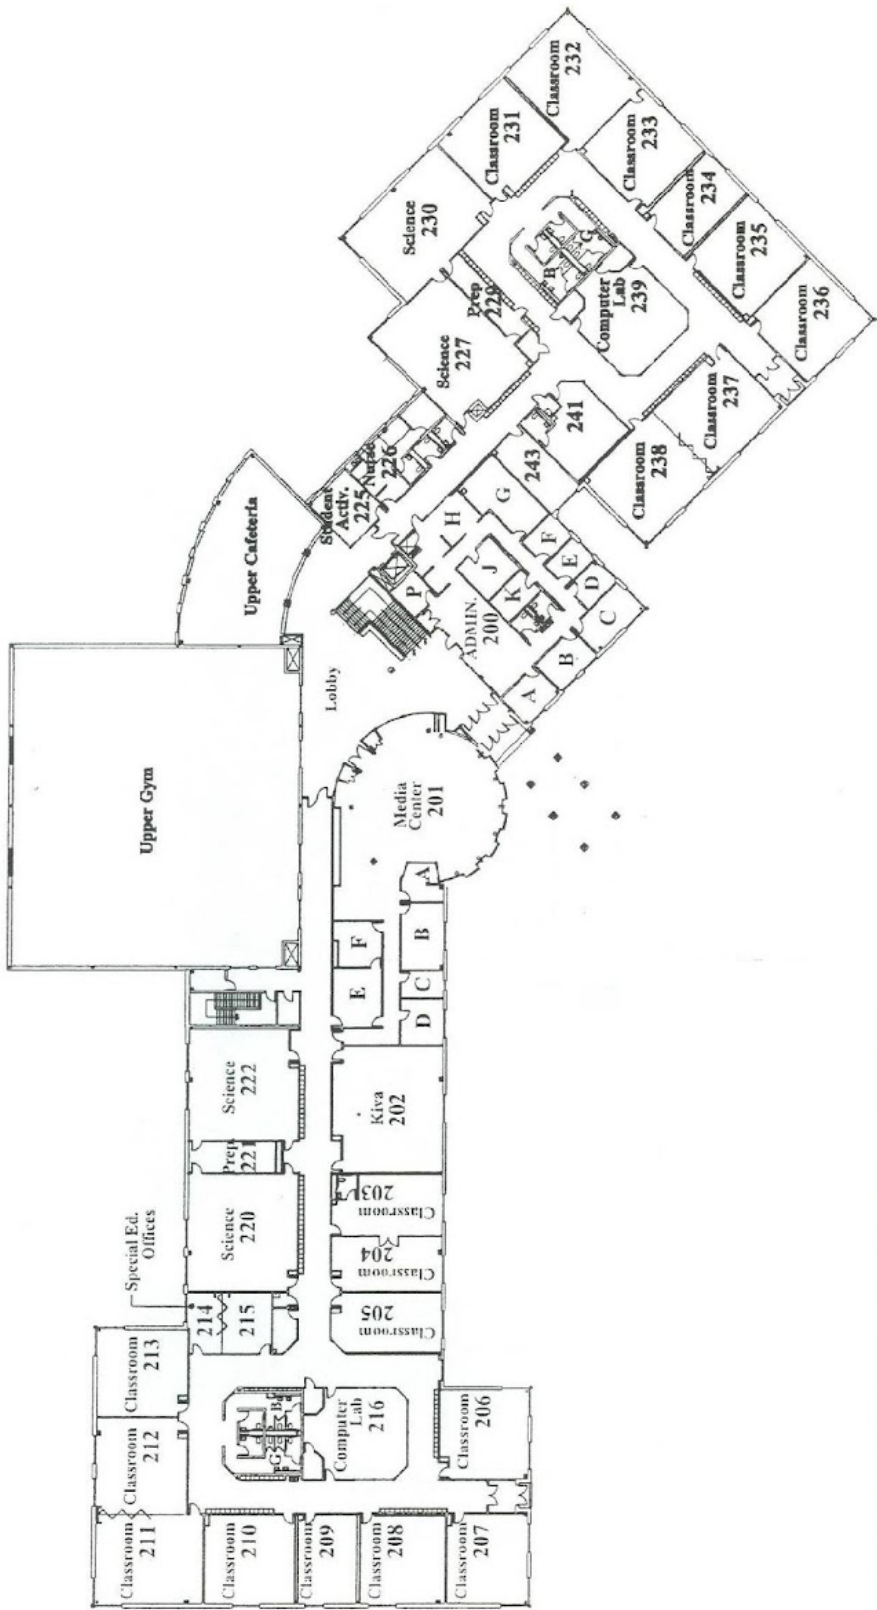 Classroom
232
Classroom
231
Classroom
233
Science
230
Classroom
234
Classroom
235
Prep
229
B
G
Computer
Lab
239
Classroom
236
Science
227
Classroom
237
241
Classroom
238
243
Nurse
226
Student
Activ.
225
Upper Cafeteria
H
G
F
E
D
C
B
A
J
K
P
ADMIN.
200
Lobby
Upper Gym
Media
Center
201
A
B
C
D
E
F
Science
222
Kiva
202
Prep.
221
Classroom
203
Science
220
Classroom
204
Special Ed.
Offices
214
215
Classroom
205
Classroom
213
Classroom
212
B
G
Computer
Lab
216
Classroom
206
Classroom
211
Classroom
210
Classroom
209
Classroom
208
Classroom
207